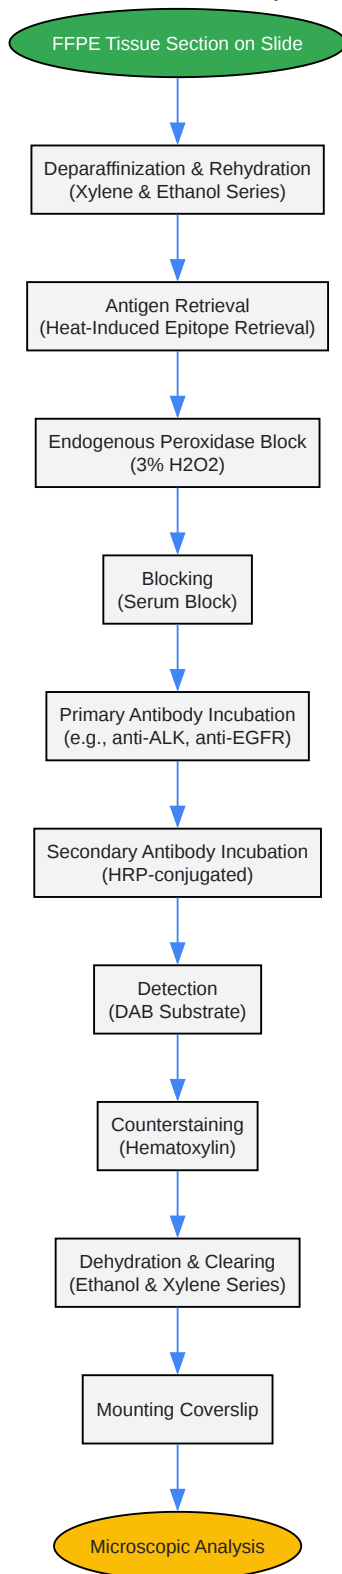 FFPE Tissue Section on Slide
Deparaffinization & Rehydration
(Xylene & Ethanol Series)
Antigen Retrieval
(Heat-Induced Epitope Retrieval)
Endogenous Peroxidase Block
(3% H2O2)
Blocking
(Serum Block)
Primary Antibody Incubation
(e.g., anti-ALK, anti-EGFR)
Secondary Antibody Incubation
(HRP-conjugated)
Detection
(DAB Substrate)
Counterstaining
(Hematoxylin)
Dehydration & Clearing
(Ethanol & Xylene Series)
Mounting Coverslip
Microscopic Analysis